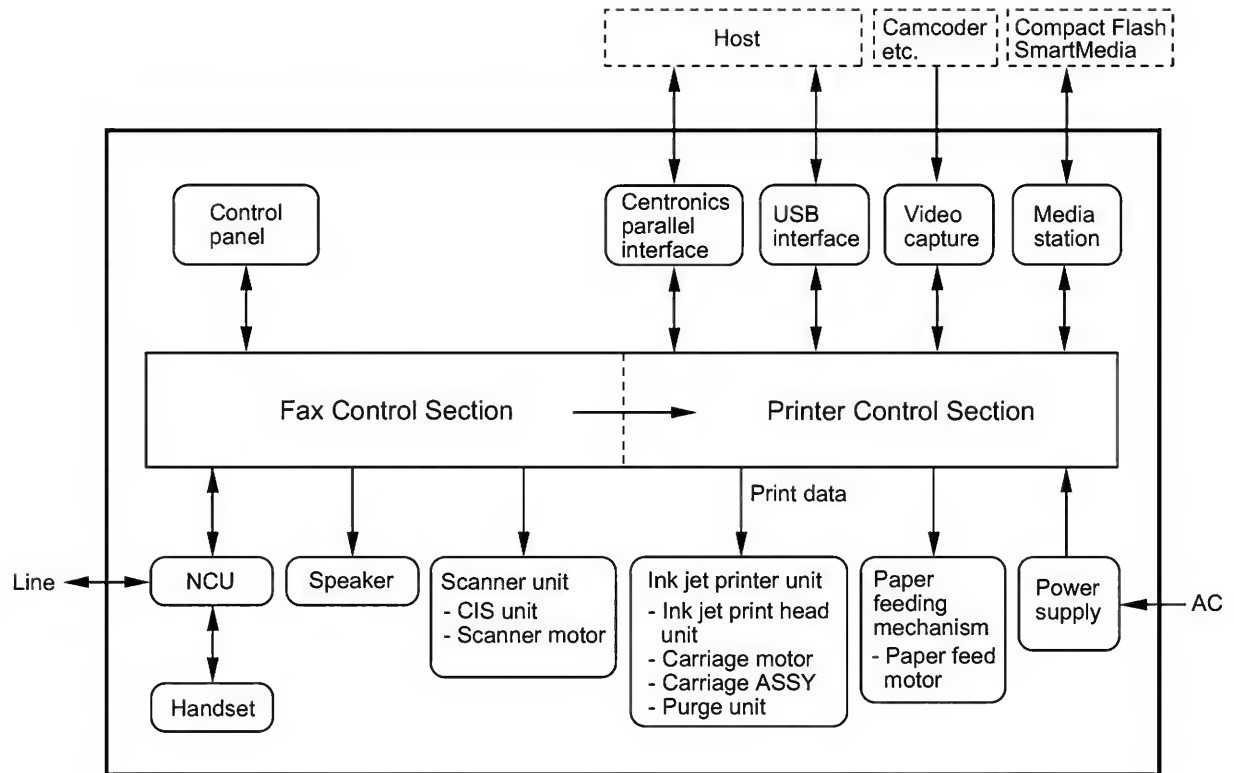 Host
Camcoder
etc.
Compact Flash
SmartMedia
Control
panel
Centronics
parallel
interface
USB
interface
Video
capture
Media
station
Fax Control Section
Printer Control Section
Print data
Line
NCU
Speaker
Scanner unit
- CIS unit
- Scanner motor
Ink jet printer unit
- Ink jet print head
unit
- Carriage motor
- Carriage ASSY
- Purge unit
Paper
feeding
mechanism
- Paper feed
motor
Power
supply
AC
Handset